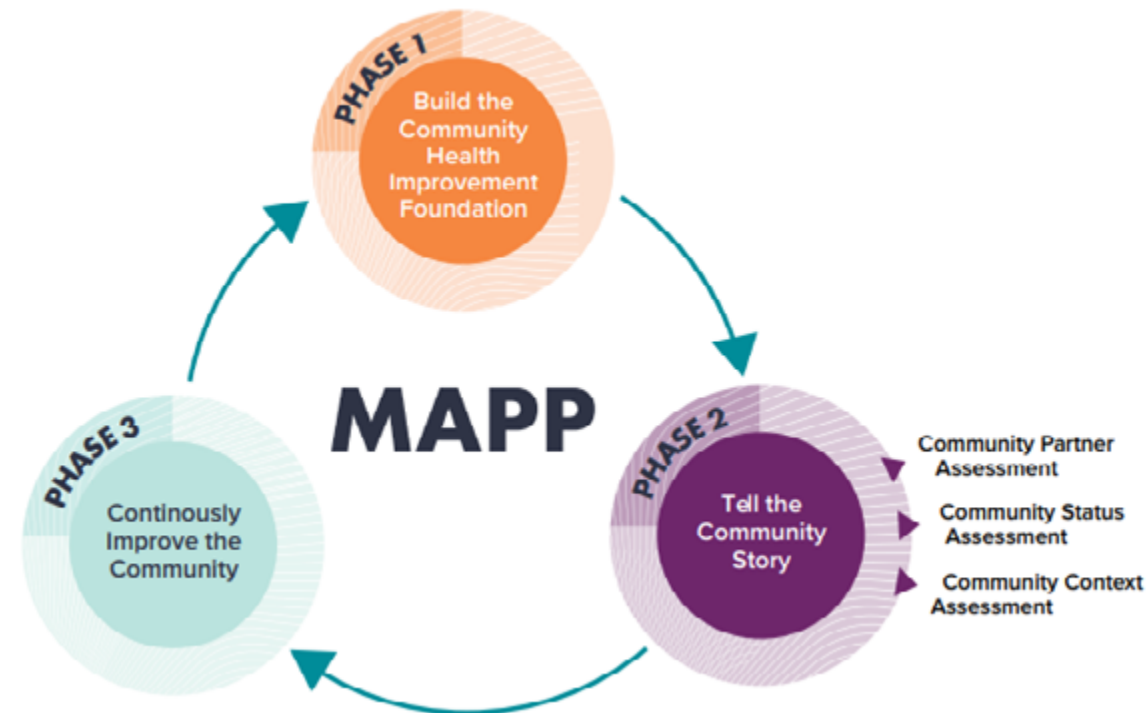 PHASE 1
Build the
Community
Health
Improvement
Foundation
MAPP
PHASE 2
Tell the
Community
Story
Community Partner
Assessment
Community Status
Assessment
Community Context
Assessment
PHASE 3
Continously
Improve the
Community